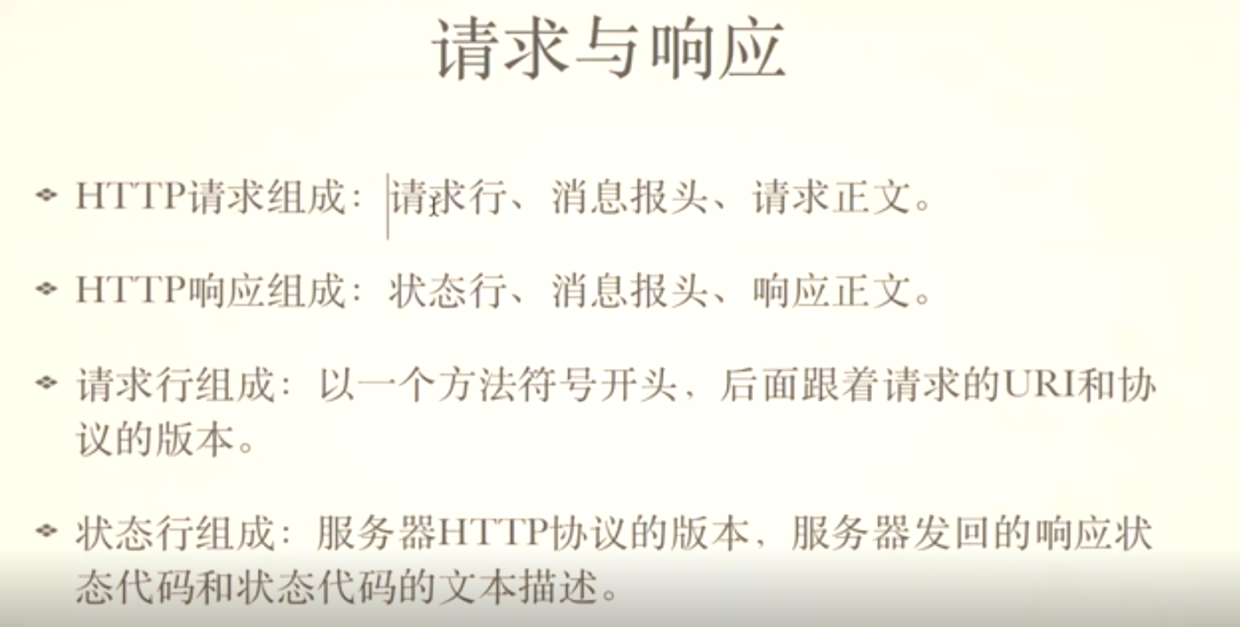 请求与响应
HTTP请求组成：请求行、消息报头、请求正文。
HTTP响应组成：状态行、消息报头、响应正文。
请求行组成：以一个方法符号开头，后面跟着请求的URI和协
议的版本。
状态行组成：服务器HTTP协议的版本，服务器发回的响应状
态代码和状态代码的文本描述。